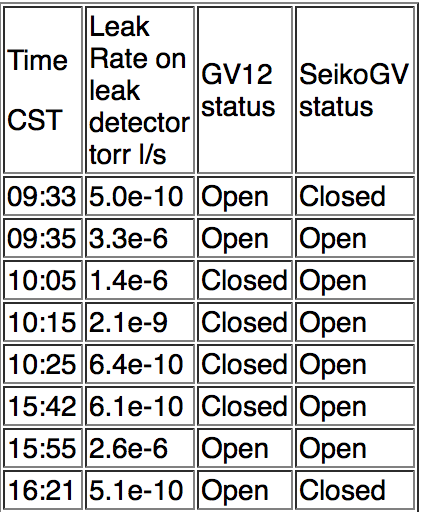 Time CST | Leak Rate on leak detector torr l/s | GV12 status | SeikoGV status
09:33 | 5.0e-10 | Open | Closed
09:35 | 3.3e-6 | Open | Open
10:05 | 1.4e-6 | Closed | Open
10:15 | 2.1e-9 | Closed | Open
10:25 | 6.4e-10 | Closed | Open
15:42 | 6.1e-10 | Closed | Open
15:55 | 2.6e-6 | Open | Open
16:21 | 5.1e-10 | Open | Closed